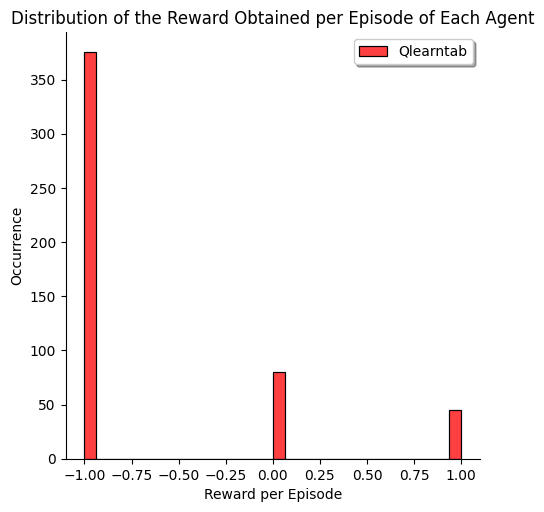 Distribution of the Reward Obtained per Episode of Each Agent
Qlearntab
350
300
250
200
150
100
50
0
Occurrence
−1.00 −0.75 −0.50 −0.25 0.00 0.25 0.50 0.75 1.00
Reward per Episode